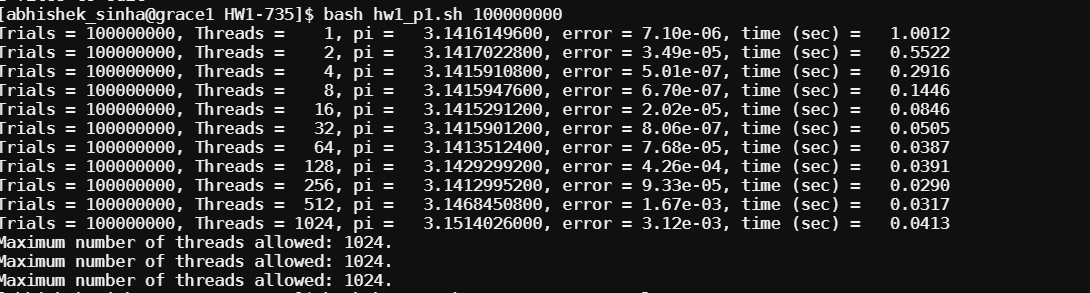 [abhishek_sinha@grace1 HW1-735]$ bash hw1_p1.sh 100000000
Trials = 100000000, Threads =    1, pi =   3.1416149600, error = 7.10e-06, time (sec) =   1.0012
Trials = 100000000, Threads =    2, pi =   3.1417022800, error = 3.49e-05, time (sec) =   0.5522
Trials = 100000000, Threads =    4, pi =   3.1415910800, error = 5.01e-07, time (sec) =   0.2916
Trials = 100000000, Threads =    8, pi =   3.1415947600, error = 6.70e-07, time (sec) =   0.1446
Trials = 100000000, Threads =   16, pi =   3.1415291200, error = 2.02e-05, time (sec) =   0.0846
Trials = 100000000, Threads =   32, pi =   3.1415901200, error = 8.06e-07, time (sec) =   0.0505
Trials = 100000000, Threads =   64, pi =   3.1413512400, error = 7.68e-05, time (sec) =   0.0387
Trials = 100000000, Threads =  128, pi =   3.1429299200, error = 4.26e-04, time (sec) =   0.0391
Trials = 100000000, Threads =  256, pi =   3.1412995200, error = 9.33e-05, time (sec) =   0.0290
Trials = 100000000, Threads =  512, pi =   3.1468450800, error = 1.67e-03, time (sec) =   0.0317
Trials = 100000000, Threads = 1024, pi =   3.1514026000, error = 3.12e-03, time (sec) =   0.0413
Maximum number of threads allowed: 1024.
Maximum number of threads allowed: 1024.
Maximum number of threads allowed: 1024.